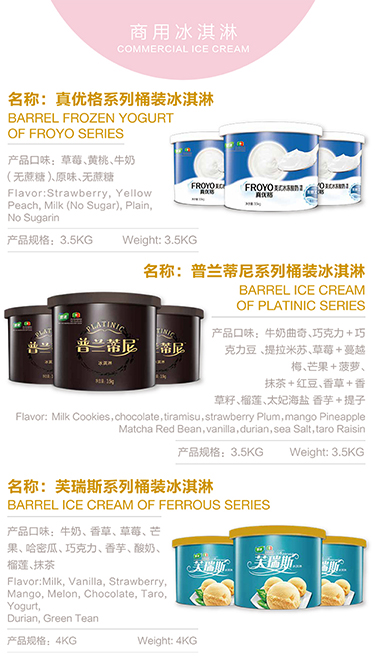 商用冰淇淋
COMMERCIAL ICE CREAM
名称：真优格系列桶装冰淇淋
BARREL FROZEN YOGURT
OF FROYO SERIES
产品口味：草莓、黄桃、牛奶
（无蔗糖）、原味、无蔗糖
Flavor:Strawberry, Yellow
Peach, Milk (No Sugar), Plain,
No Sugarin
产品规格：3.5KG Weight: 3.5KG
FROYO
真优格
FROYO
真优格
FROYO
真优格
名称：普兰蒂尼系列桶装冰淇淋
BARREL ICE CREAM
OF PLATINIC SERIES
PLATINIC
普兰蒂尼
冰淇淋
产品口味：牛奶曲奇、巧克力＋巧
克力豆、提拉米苏、草莓＋蔓越
梅、芒果＋菠萝、
抹茶＋红豆、香草＋香
草籽、榴莲、太妃海盐 香芋＋提子
Flavor: Milk Cookies,chocolate,tiramisu,strawberry Plum,mango Pineapple
Matcha Red Bean,vanilla,durian,sea Salt,taro Raisin
产品规格：3.5KG Weight: 3.5KG
名称：芙瑞斯系列桶装冰淇淋
BARREL ICE CREAM OF FERROUS SERIES
产品口味：牛奶、香草、草莓、芒
果、哈密瓜、巧克力、香芋、酸奶、
榴莲、抹茶
Flavor:Milk, Vanilla, Strawberry,
Mango, Melon, Chocolate, Taro,
Yogurt,
Durian, Green Tean
产品规格：4KG Weight: 4KG
芙瑞斯
芙瑞斯
芙瑞斯